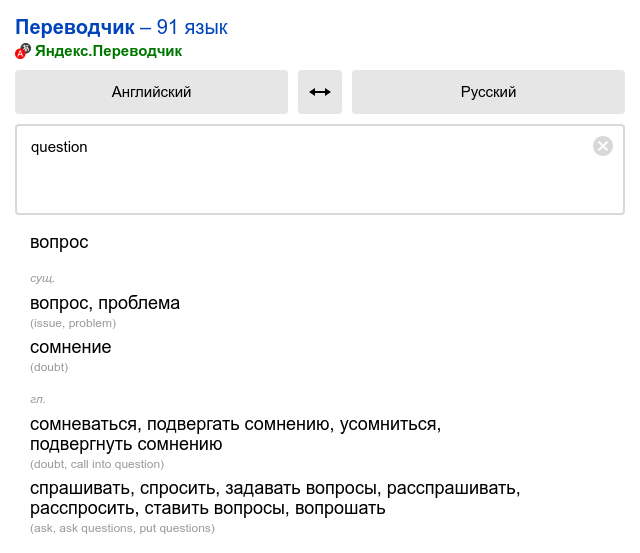 Переводчик – 91 язык
Яндекс.Переводчик
Английский
Русский
question
вопрос
сущ.
вопрос, проблема
(issue, problem)
сомнение
(doubt)
гл.
сомневаться, подвергать сомнению, усомниться,
подвергнуть сомнению
(doubt, call into question)
спрашивать, спросить, задавать вопросы, расспрашивать,
расспросить, ставить вопросы, вопрошать
(ask, ask questions, put questions)